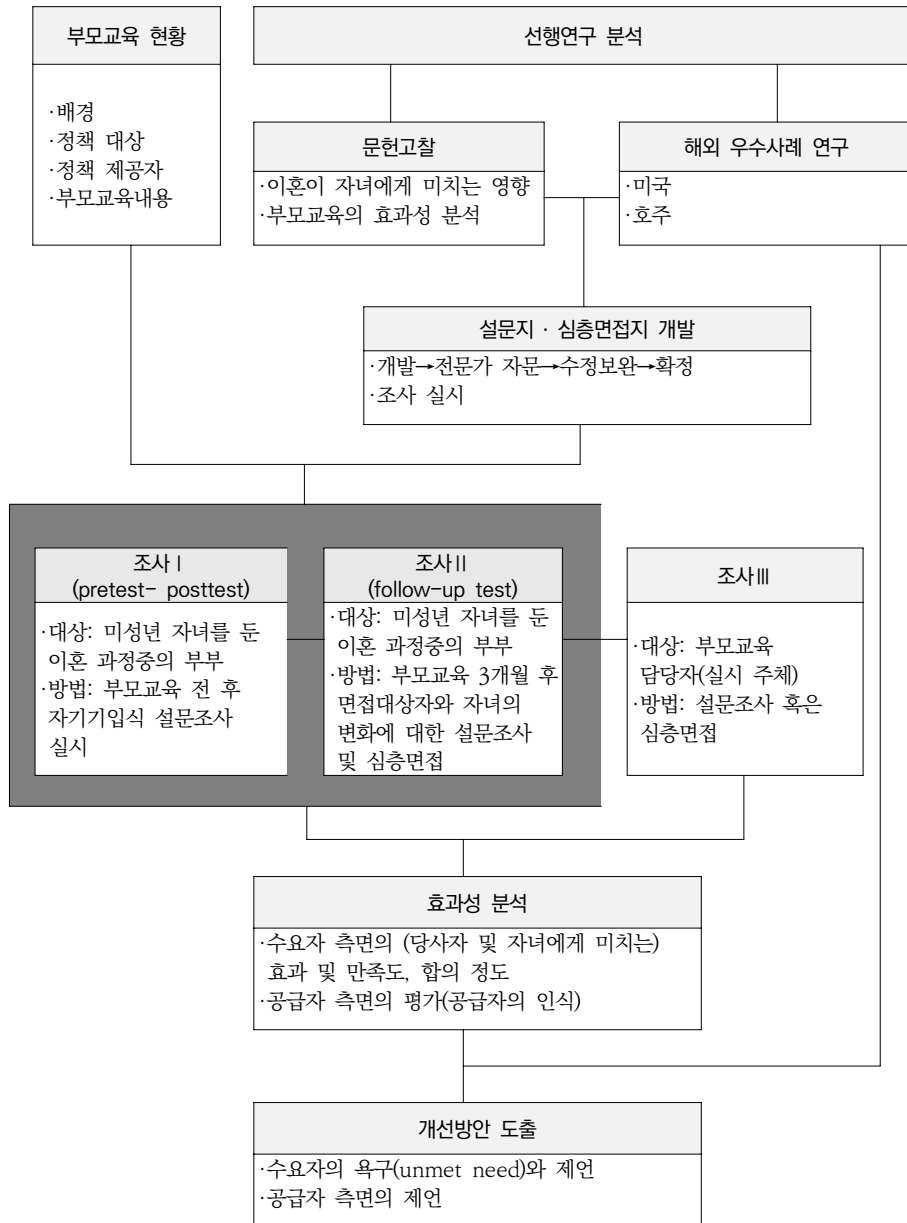 부모교육 현황
·배경
·정책 대상
·정책 제공자
·부모교육내용
선행연구 분석
문헌고찰
·이혼이 자녀에게 미치는 영향
·부모교육의 효과성 분석
해외 우수사례 연구
·미국
·호주
설문지 · 심층면접지 개발
·개발→전문가 자문→수정보완→확정
·조사 실시
조사Ⅰ
(pretest- posttest)
·대상: 미성년 자녀를 둔
이혼 과정중의 부부
·방법: 부모교육 전 후
자기기입식 설문조사
실시
조사Ⅱ
(follow-up test)
·대상: 미성년 자녀를 둔
이혼 과정중의 부부
·방법: 부모교육 3개월 후
면접대상자와 자녀의
변화에 대한 설문조사
및 심층면접
조사Ⅲ
·대상: 부모교육
담당자(실시 주체)
·방법: 설문조사 혹은
심층면접
효과성 분석
·수요자 측면의 (당사자 및 자녀에게 미치는)
효과 및 만족도, 합의 정도
·공급자 측면의 평가(공급자의 인식)
개선방안 도출
·수요자의 욕구(unmet need)와 제언
·공급자 측면의 제언